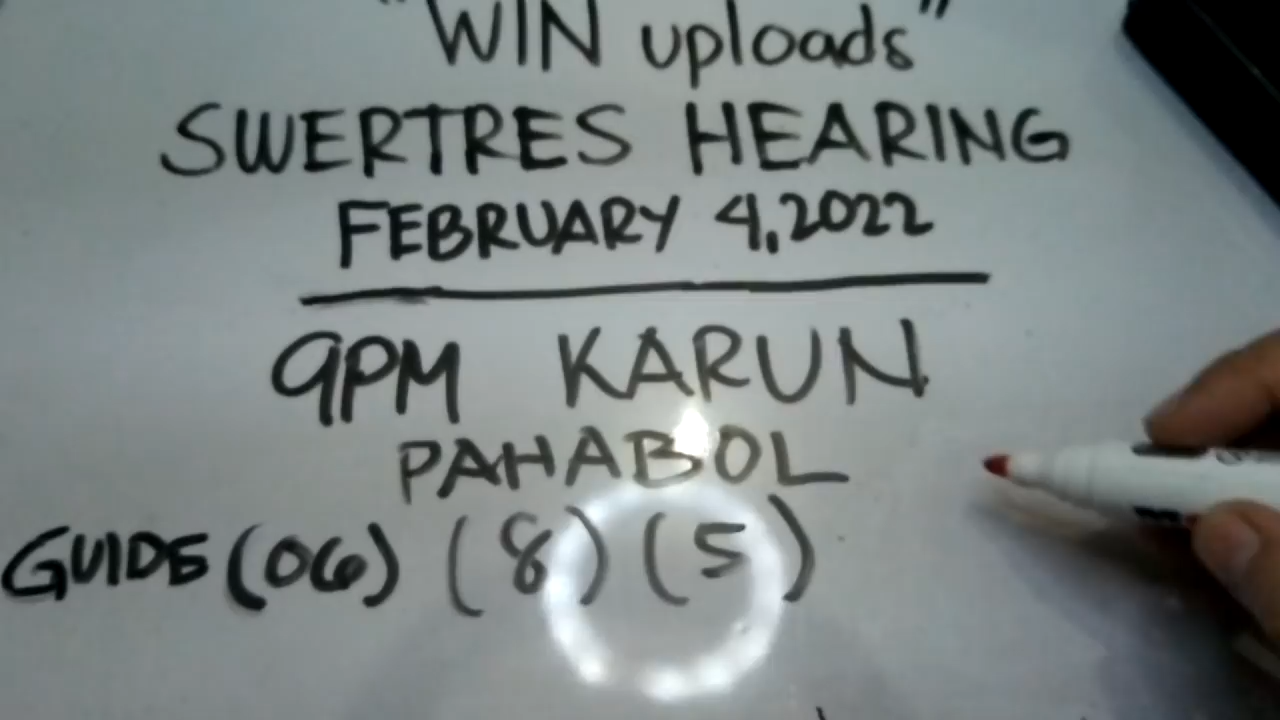 "WIN uploads"
SWERTRES HEARING
FEBRUARY 4, 2022
9PM KARUN
PAHABOL
GUIDE (06) (8) (5)